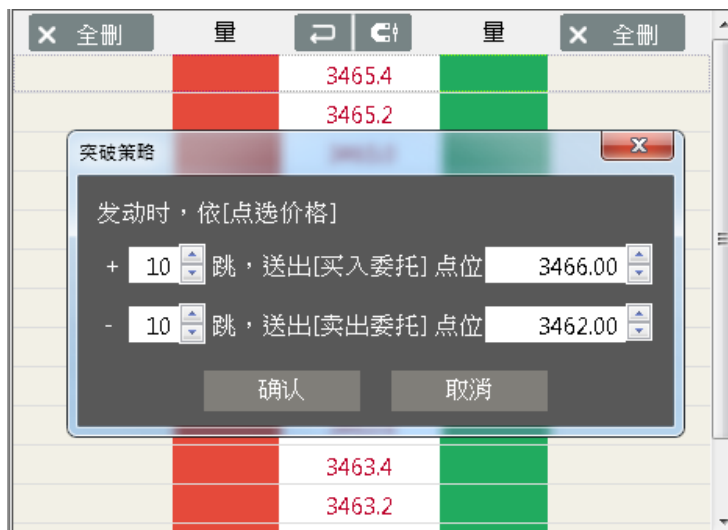 全刪 量 量 全刪
3465.4
3465.2
突破策略
发动时，依[点选价格]
+ 10 跳，送出[买入委托] 点位 3466.00
- 10 跳，送出[卖出委托] 点位 3462.00
确认 取消
3463.4
3463.2